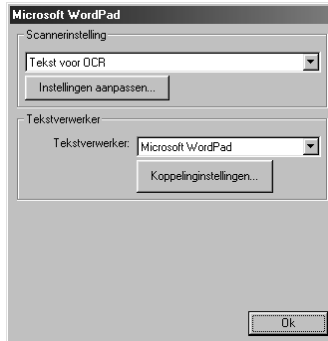 Microsoft WordPad
Scannerinstelling
Tekst voor OCR
Instellingen aanpassen...
Tekstverwerker
Tekstverwerker: Microsoft WordPad
Koppelinginstellingen...
Ok